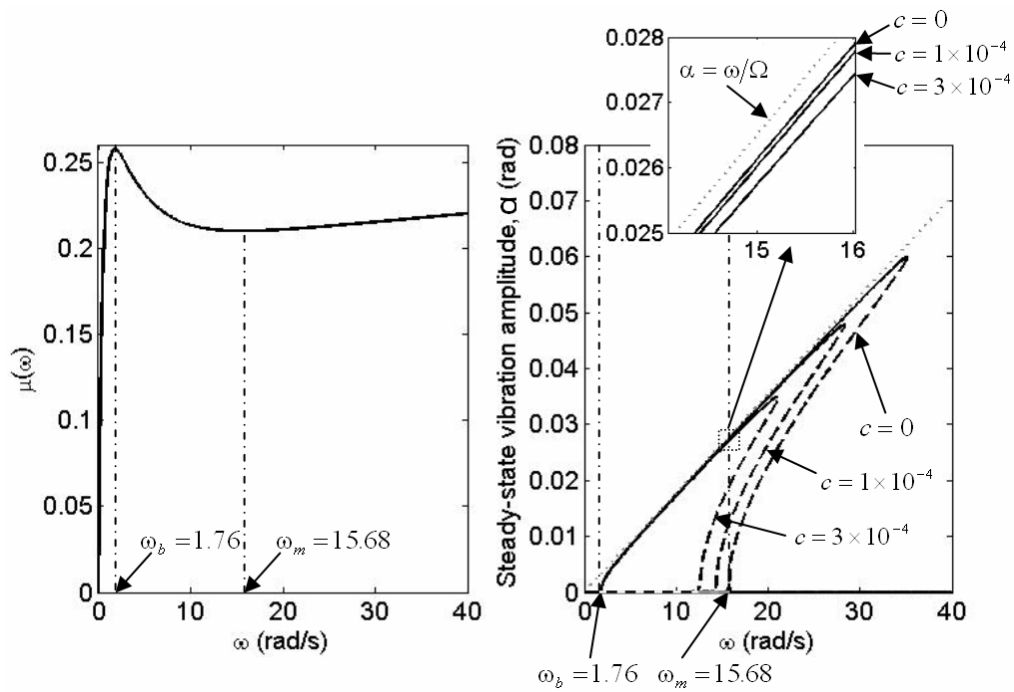 μ(ω)
0.25
0.2
0.15
0.1
0.05
0
0 10 20 30 40
ω (rad/s)
ω_b = 1.76
ω_m = 15.68
Steady-state vibration amplitude, α (rad)
0.08
0.07
0.06
0.05
0.04
0.03
0.02
0.01
0
0 10 20 30 40
ω (rad/s)
ω_b = 1.76
ω_m = 15.68
c = 0
c = 1×10⁻⁴
c = 3×10⁻⁴
0.028
0.027
0.026
0.025
15 16
α = ω/Ω
c = 0
c = 1×10⁻⁴
c = 3×10⁻⁴